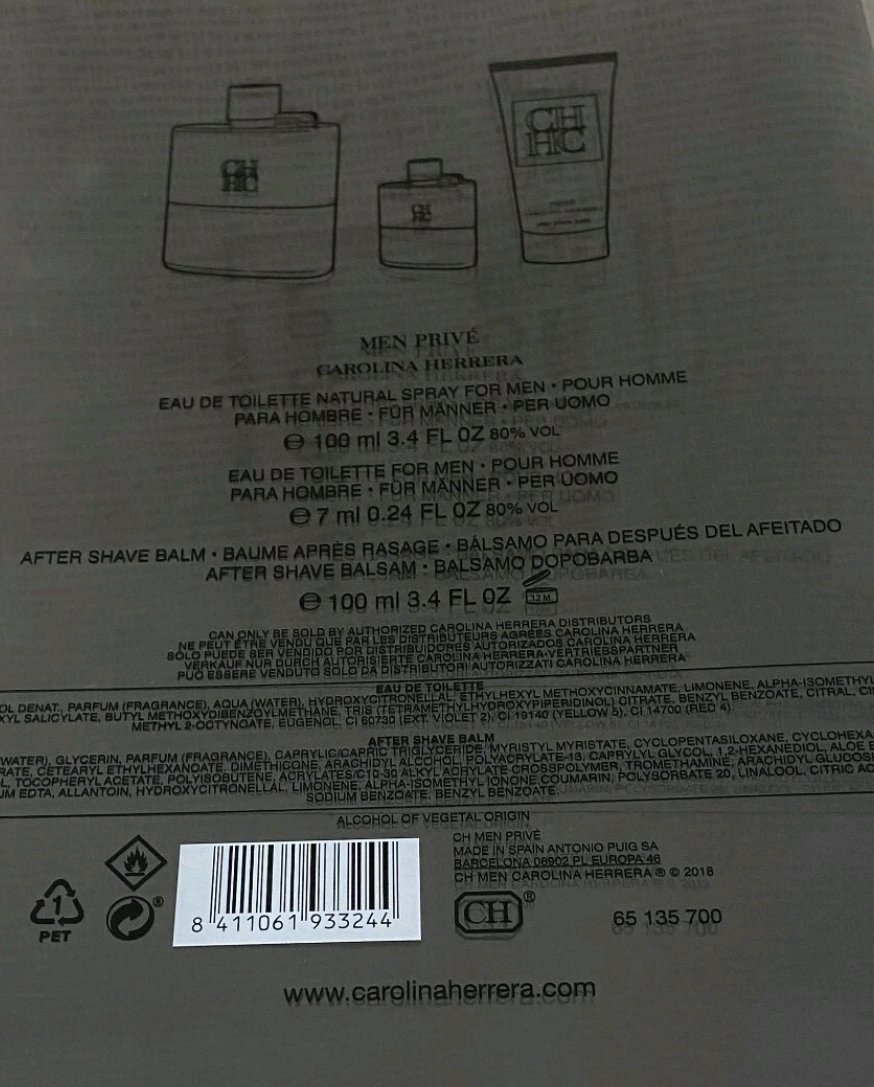 CH
HC
CH
HC
CH
HC
MEN PRIVÉ
CAROLINA HERRERA
EAU DE TOILETTE NATURAL SPRAY FOR MEN • POUR HOMME
PARA HOMBRE • FÜR MÄNNER • PER UOMO
℮ 100 ml 3.4 FL OZ 80% VOL
EAU DE TOILETTE FOR MEN • POUR HOMME
PARA HOMBRE • FÜR MÄNNER • PER UOMO
℮ 7 ml 0.24 FL OZ 80% VOL
AFTER SHAVE BALM • BAUME APRÈS RASAGE • BÁLSAMO PARA DESPUÉS DEL AFEITADO
AFTER SHAVE BALSAM • BALSAMO DOPOBARBA
℮ 100 ml 3.4 FL OZ 12 M
CAN ONLY BE SOLD BY AUTHORIZED CAROLINA HERRERA DISTRIBUTORS
NE PEUT ÊTRE VENDU QUE PAR LES DISTRIBUTEURS AGRÉÉS CAROLINA HERRERA
SÓLO PUEDE SER VENDIDO POR DISTRIBUIDORES AUTORIZADOS CAROLINA HERRERA
VERKAUF NUR DURCH AUTORISIERTE CAROLINA HERRERA-VERTRIEBSPARTNER
PUÒ ESSERE VENDUTO SOLO DA DISTRIBUTORI AUTORIZZATI CAROLINA HERRERA
EAU DE TOILETTE
OL DENAT., PARFUM (FRAGRANCE), AQUA (WATER), HYDROXYCITRONELLAL, ETHYLHEXYL METHOXYCINNAMATE, LIMONENE, ALPHA-ISOMETHYL
XYL SALICYLATE, BUTYL METHOXYDIBENZOYLMETHANE, TRIS (TETRAMETHYLHYDROXYPIPERIDINOL) CITRATE, BENZYL BENZOATE, CITRAL,
METHYL 2-OCTYNOATE, EUGENOL, CI 60730 (EXT. VIOLET 2), CI 19140 (YELLOW 5), CI 14700 (RED 4).
AFTER SHAVE BALM
WATER), GLYCERIN, PARFUM (FRAGRANCE), CAPRYLIC/CAPRIC TRIGLYCERIDE, MYRISTYL MYRISTATE, CYCLOPENTASILOXANE, CYCLOHEXA
RATE, CETEARYL ETHYLHEXANOATE, DIMETHICONE, ARACHIDYL ALCOHOL, POLYACRYLATE-13, CAPRYLYL GLYCOL, 1,2-HEXANEDIOL, ALOE
L, TOCOPHERYL ACETATE, POLYISOBUTENE, ACRYLATES/C10-30 ALKYL ACRYLATE CROSSPOLYMER, TROMETHAMINE, ARACHIDYL GLUCOSI
UM EDTA, ALLANTOIN, HYDROXYCITRONELLAL, LIMONENE, ALPHA-ISOMETHYL IONONE COUMARIN, POLYSORBATE 20, LINALOOL, CITRIC AC
SODIUM BENZOATE, BENZYL BENZOATE.
ALCOHOL OF VEGETAL ORIGIN
CH MEN PRIVÉ
MADE IN SPAIN ANTONIO PUIG SA
BARCELONA 08902 PL EUROPA 46
CH MEN CAROLINA HERRERA ® © 2018
1
PET
®
8 411061 933244
CH ®
65 135 700
www.carolinaherrera.com